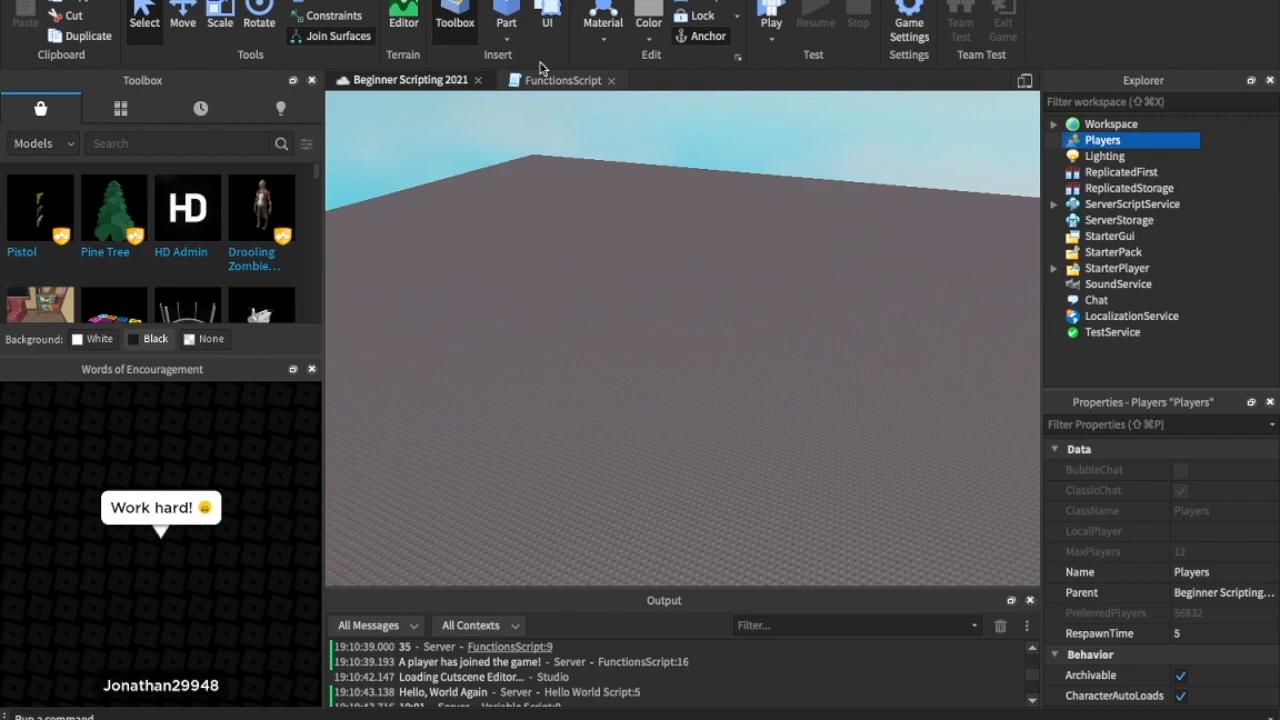 Paste
Cut
Duplicate
Clipboard
Select
Move
Scale
Rotate
Constraints
Join Surfaces
Tools
Editor
Terrain
Toolbox
Part
UI
Insert
Material
Color
Lock
Anchor
Edit
Play
Resume
Stop
Test
Game Settings
Settings
Team Test
Exit Game
Team Test
Toolbox
Beginner Scripting 2021
FunctionsScript
Models
Search
Pistol
Pine Tree
HD
HD Admin
Drooling Zombie...
Background:
White
Black
None
Words of Encouragement
Work hard! 😀
Jonathan29948
Run a command
Output
All Messages
All Contexts
Filter...
19:10:39.000 35 - Server - FunctionsScript:9
19:10:39.193 A player has joined the game! - Server - FunctionsScript:16
19:10:42.147 Loading Cutscene Editor... - Studio
19:10:43.138 Hello, World Again - Server - Hello World Script:5
Explorer
Filter workspace (⇧⌘X)
Workspace
Players
Lighting
ReplicatedFirst
ReplicatedStorage
ServerScriptService
ServerStorage
StarterGui
StarterPack
StarterPlayer
SoundService
Chat
LocalizationService
TestService
Properties - Players "Players"
Filter Properties (⇧⌘P)
Data
BubbleChat
ClassicChat
ClassName Players
LocalPlayer
MaxPlayers 12
Name Players
Parent Beginner Scripting...
PreferredPlayers 56832
RespawnTime 5
Behavior
Archivable
CharacterAutoLoads